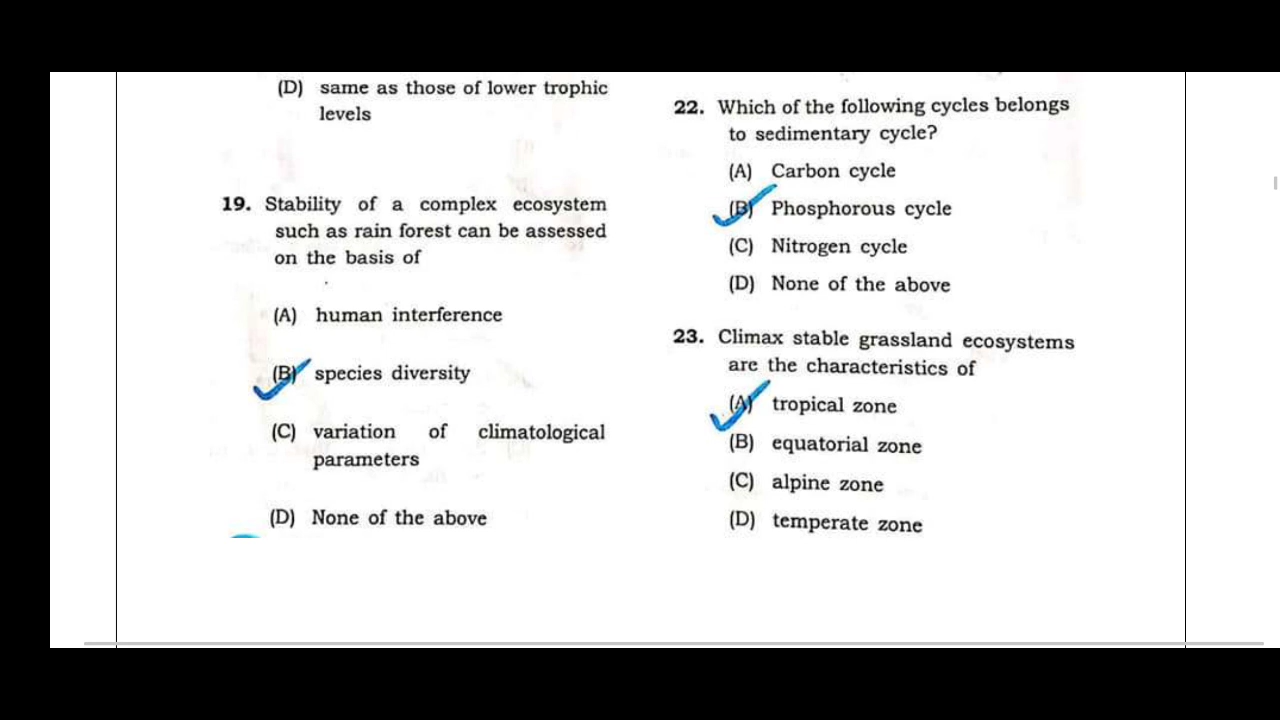 (D) same as those of lower trophic
levels
19. Stability of a complex ecosystem
such as rain forest can be assessed
on the basis of
(A) human interference
(B) species diversity
(C) variation of climatological
parameters
(D) None of the above
22. Which of the following cycles belongs
to sedimentary cycle?
(A) Carbon cycle
(B) Phosphorous cycle
(C) Nitrogen cycle
(D) None of the above
23. Climax stable grassland ecosystems
are the characteristics of
(A) tropical zone
(B) equatorial zone
(C) alpine zone
(D) temperate zone